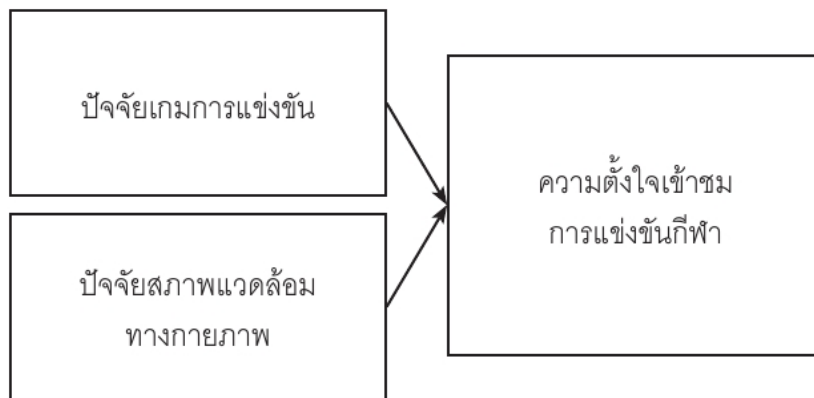 ปัจจัยเกมการแข่งขัน
ปัจจัยสภาพแวดล้อม
ทางกายภาพ
ความตั้งใจเข้าชม
การแข่งขันกีฬา